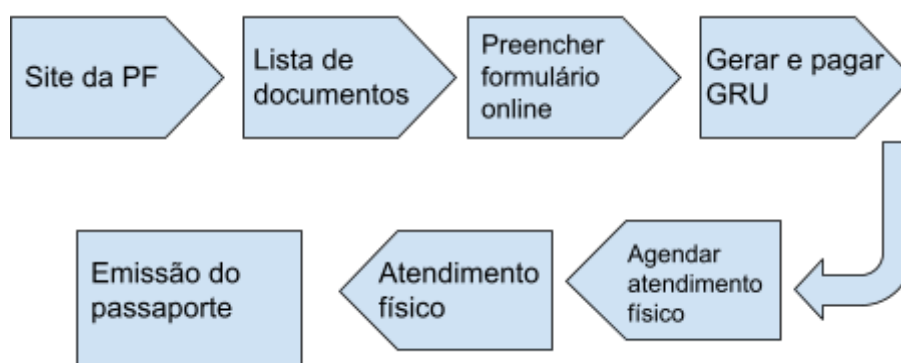 Site da PF
Lista de
documentos
Preencher
formulário
online
Gerar e pagar
GRU
Agendar
atendimento
físico
Atendimento
físico
Emissão do
passaporte